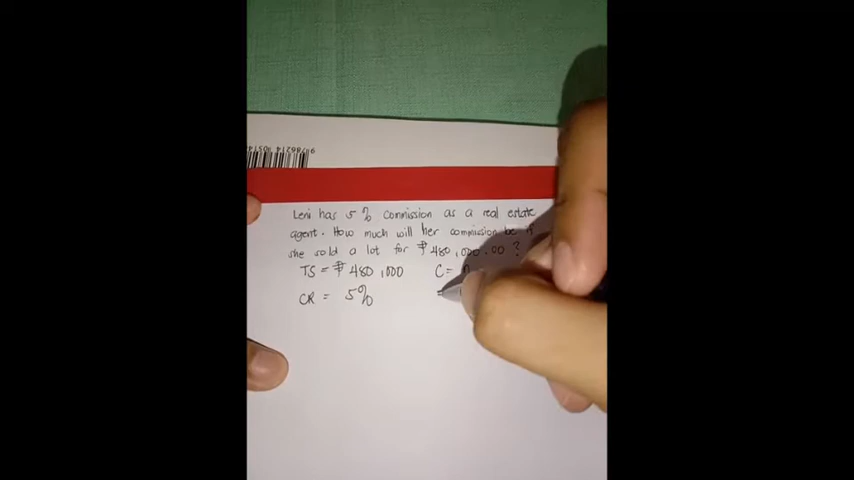 Leni has 5% commission as a real estate
agent. How much will her commission be if
she sold a lot for ₱480,000.00?
TS = ₱480,000 C =
CR = 5% =